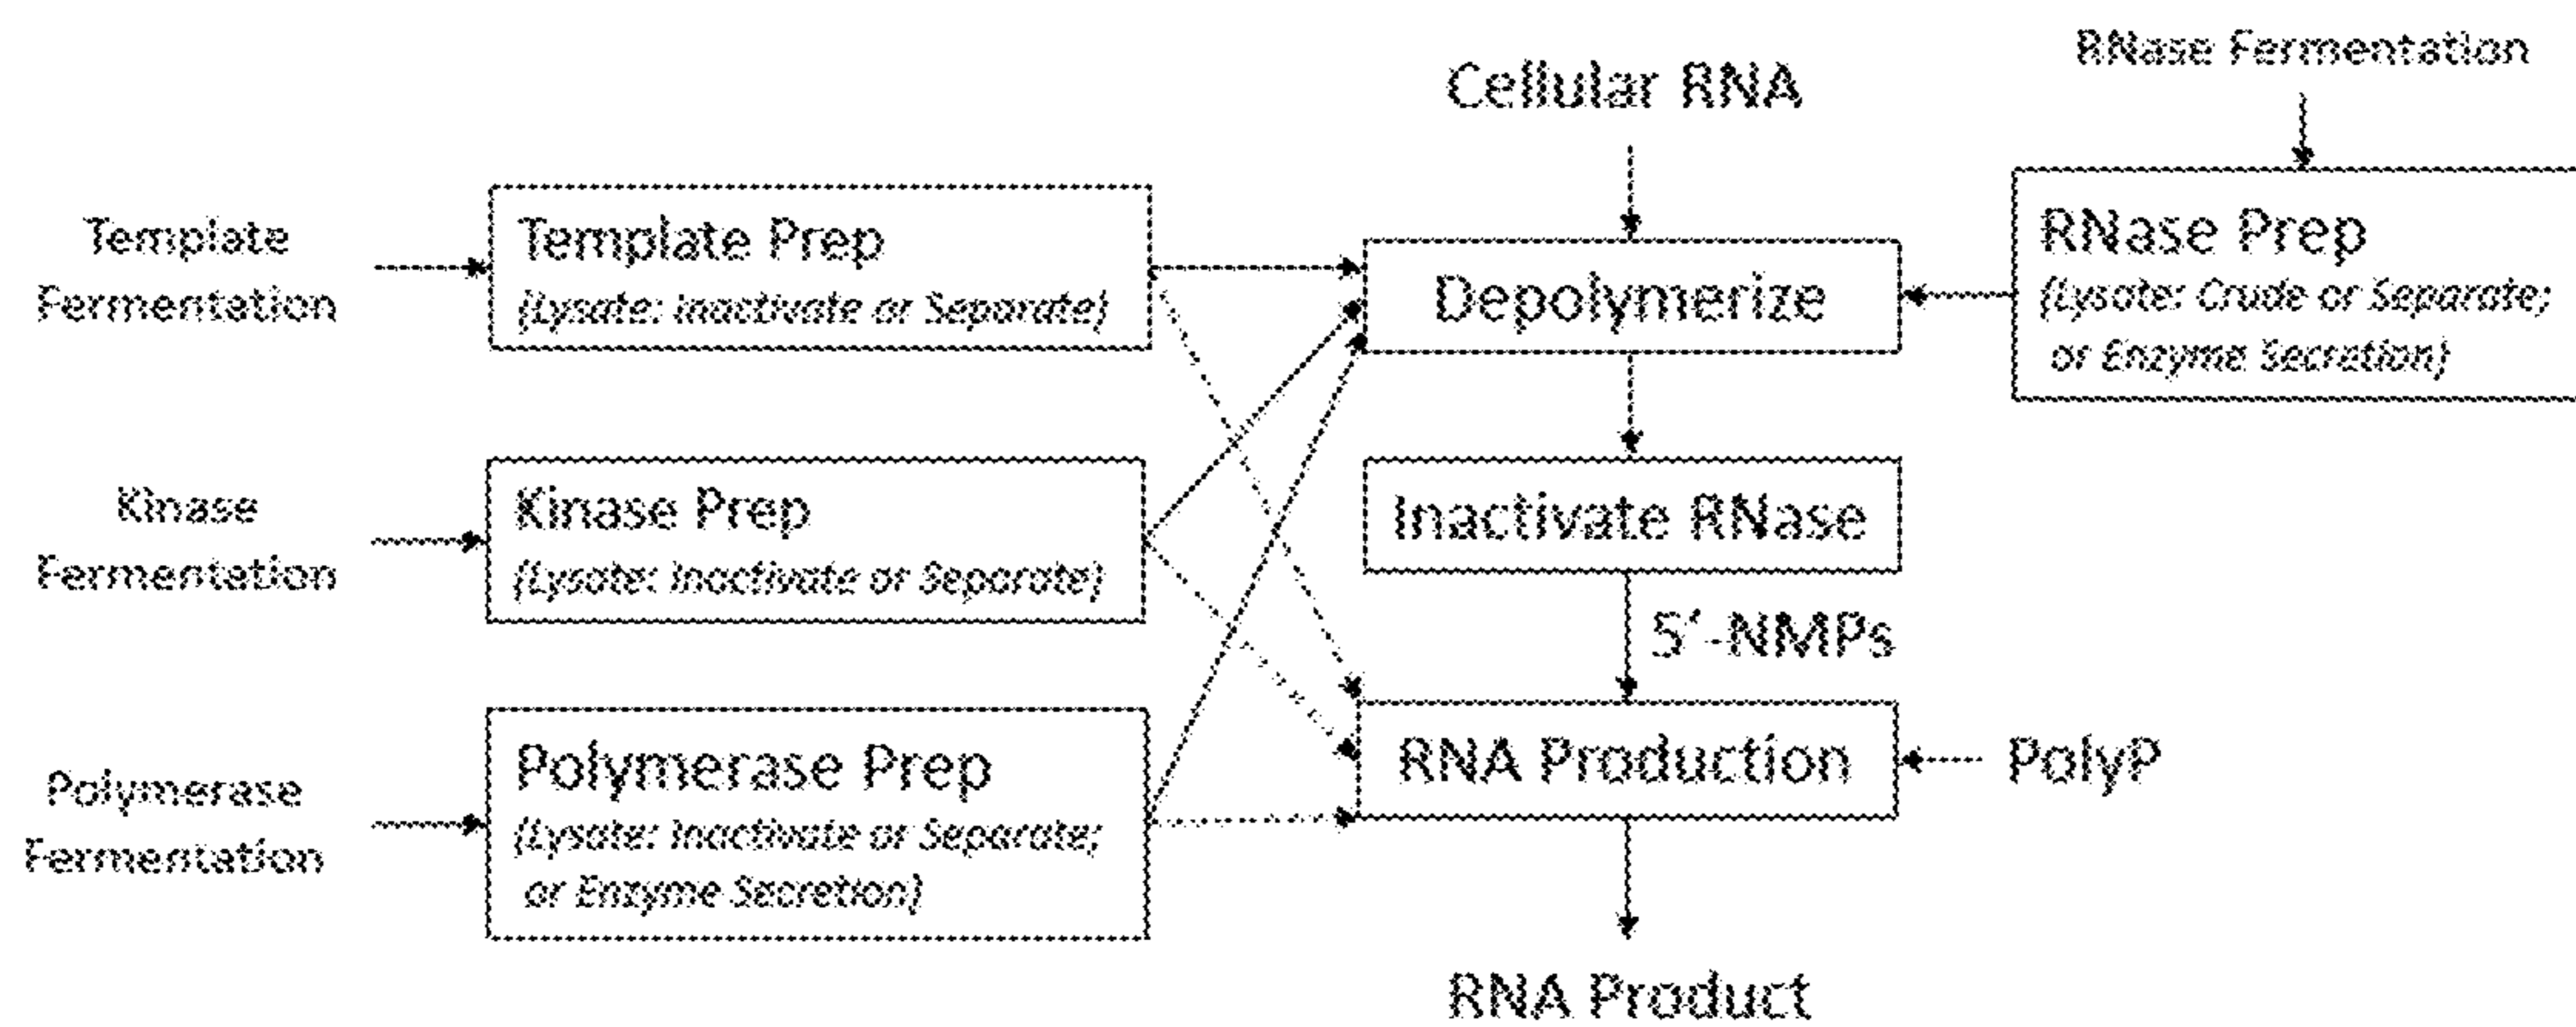 RNase Fermentation
Cellular RNA
Template
Fermentation
Template Prep
(Lysate: Inactivate or Separate)
Depolymerize
RNase Prep
(Lysate: Crude or Separate;
or Enzyme Secretion)
Kinase
Fermentation
Kinase Prep
(Lysate: Inactivate or Separate)
Inactivate RNase
5'-NMPs
Polymerase
Fermentation
Polymerase Prep
(Lysate: Inactivate or Separate;
or Enzyme Secretion)
RNA Production
PolyP
RNA Product